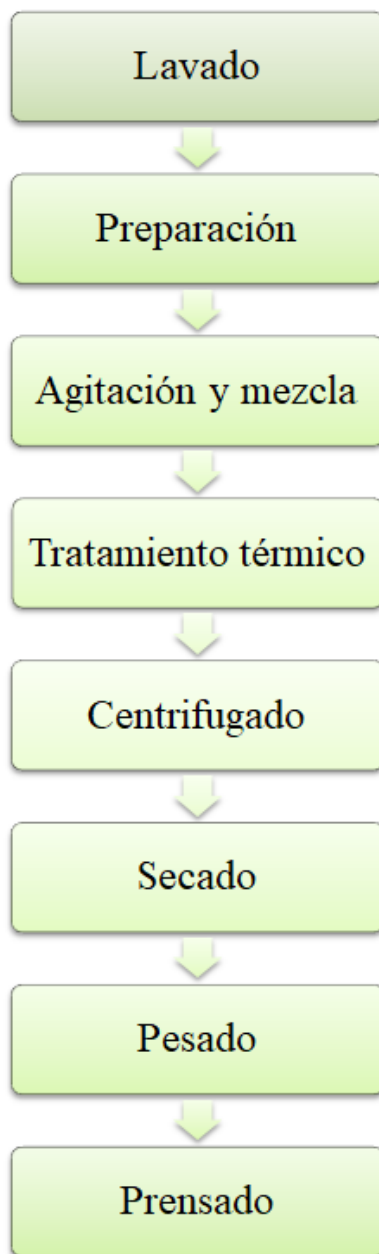 Lavado
Preparación
Agitación y mezcla
Tratamiento térmico
Centrifugado
Secado
Pesado
Prensado